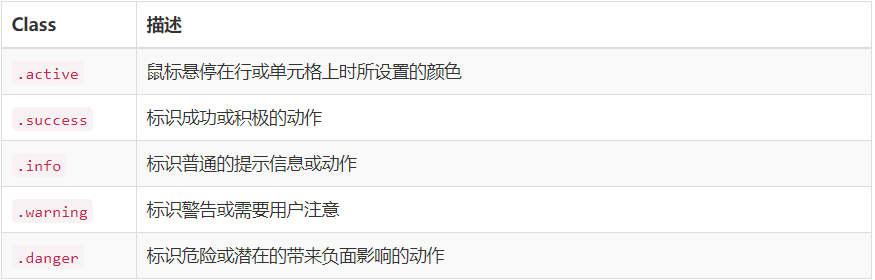 Class 描述
.active 鼠标悬停在行或单元格上时所设置的颜色
.success 标识成功或积极的动作
.info 标识普通的提示信息或动作
.warning 标识警告或需要用户注意
.danger 标识危险或潜在的带来负面影响的动作